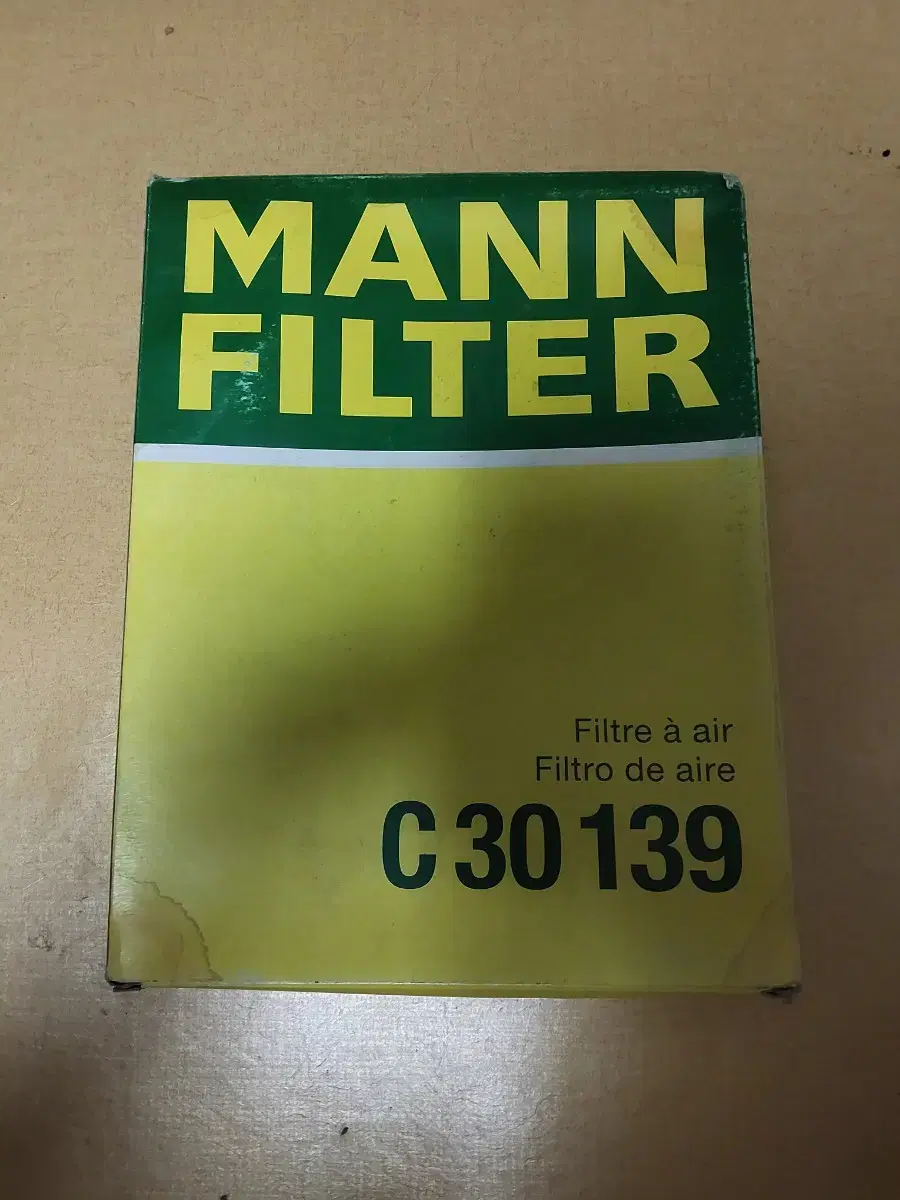 MANN
FILTER
Filtre à air
Filtro de aire
C 30 139